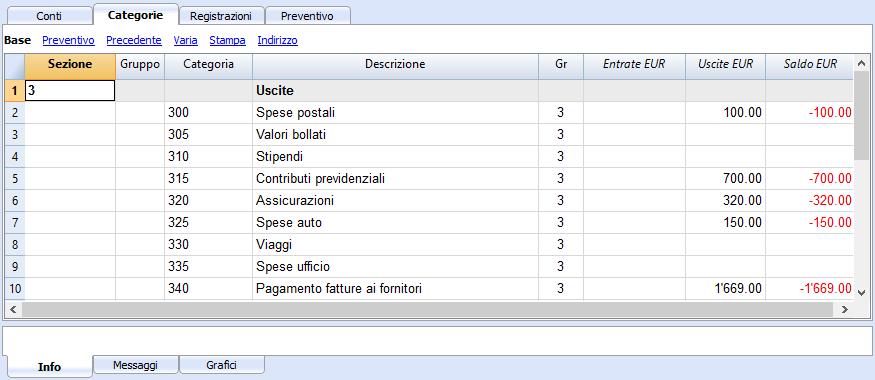 Conti Categorie Registrazioni Preventivo
Base Preventivo Precedente Varia Stampa Indirizzo
Sezione Gruppo Categoria Descrizione Gr Entrate EUR Uscite EUR Saldo EUR
1 3 Uscite
2 300 Spese postali 3 100.00 -100.00
3 305 Valori bollati 3
4 310 Stipendi 3
5 315 Contributi previdenziali 3 700.00 -700.00
6 320 Assicurazioni 3 320.00 -320.00
7 325 Spese auto 3 150.00 -150.00
8 330 Viaggi 3
9 335 Spese ufficio 3
10 340 Pagamento fatture ai fornitori 3 1'669.00 -1'669.00
Info Messaggi Grafici